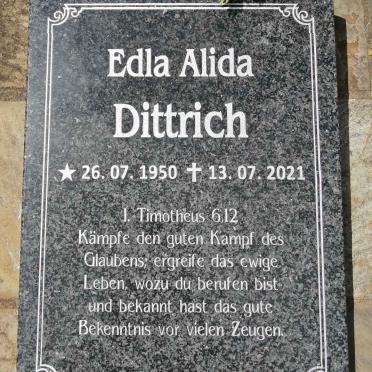 Edla Alida
Dittrich
★ 26. 07. 1950 ✝ 13. 07. 2021
1. Timotheus 6,12
Kämpfe den guten Kampf des
Glaubens; ergreife das ewige
Leben, wozu du berufen bist
und bekannt hast das gute
Bekenntnis vor vielen Zeugen.